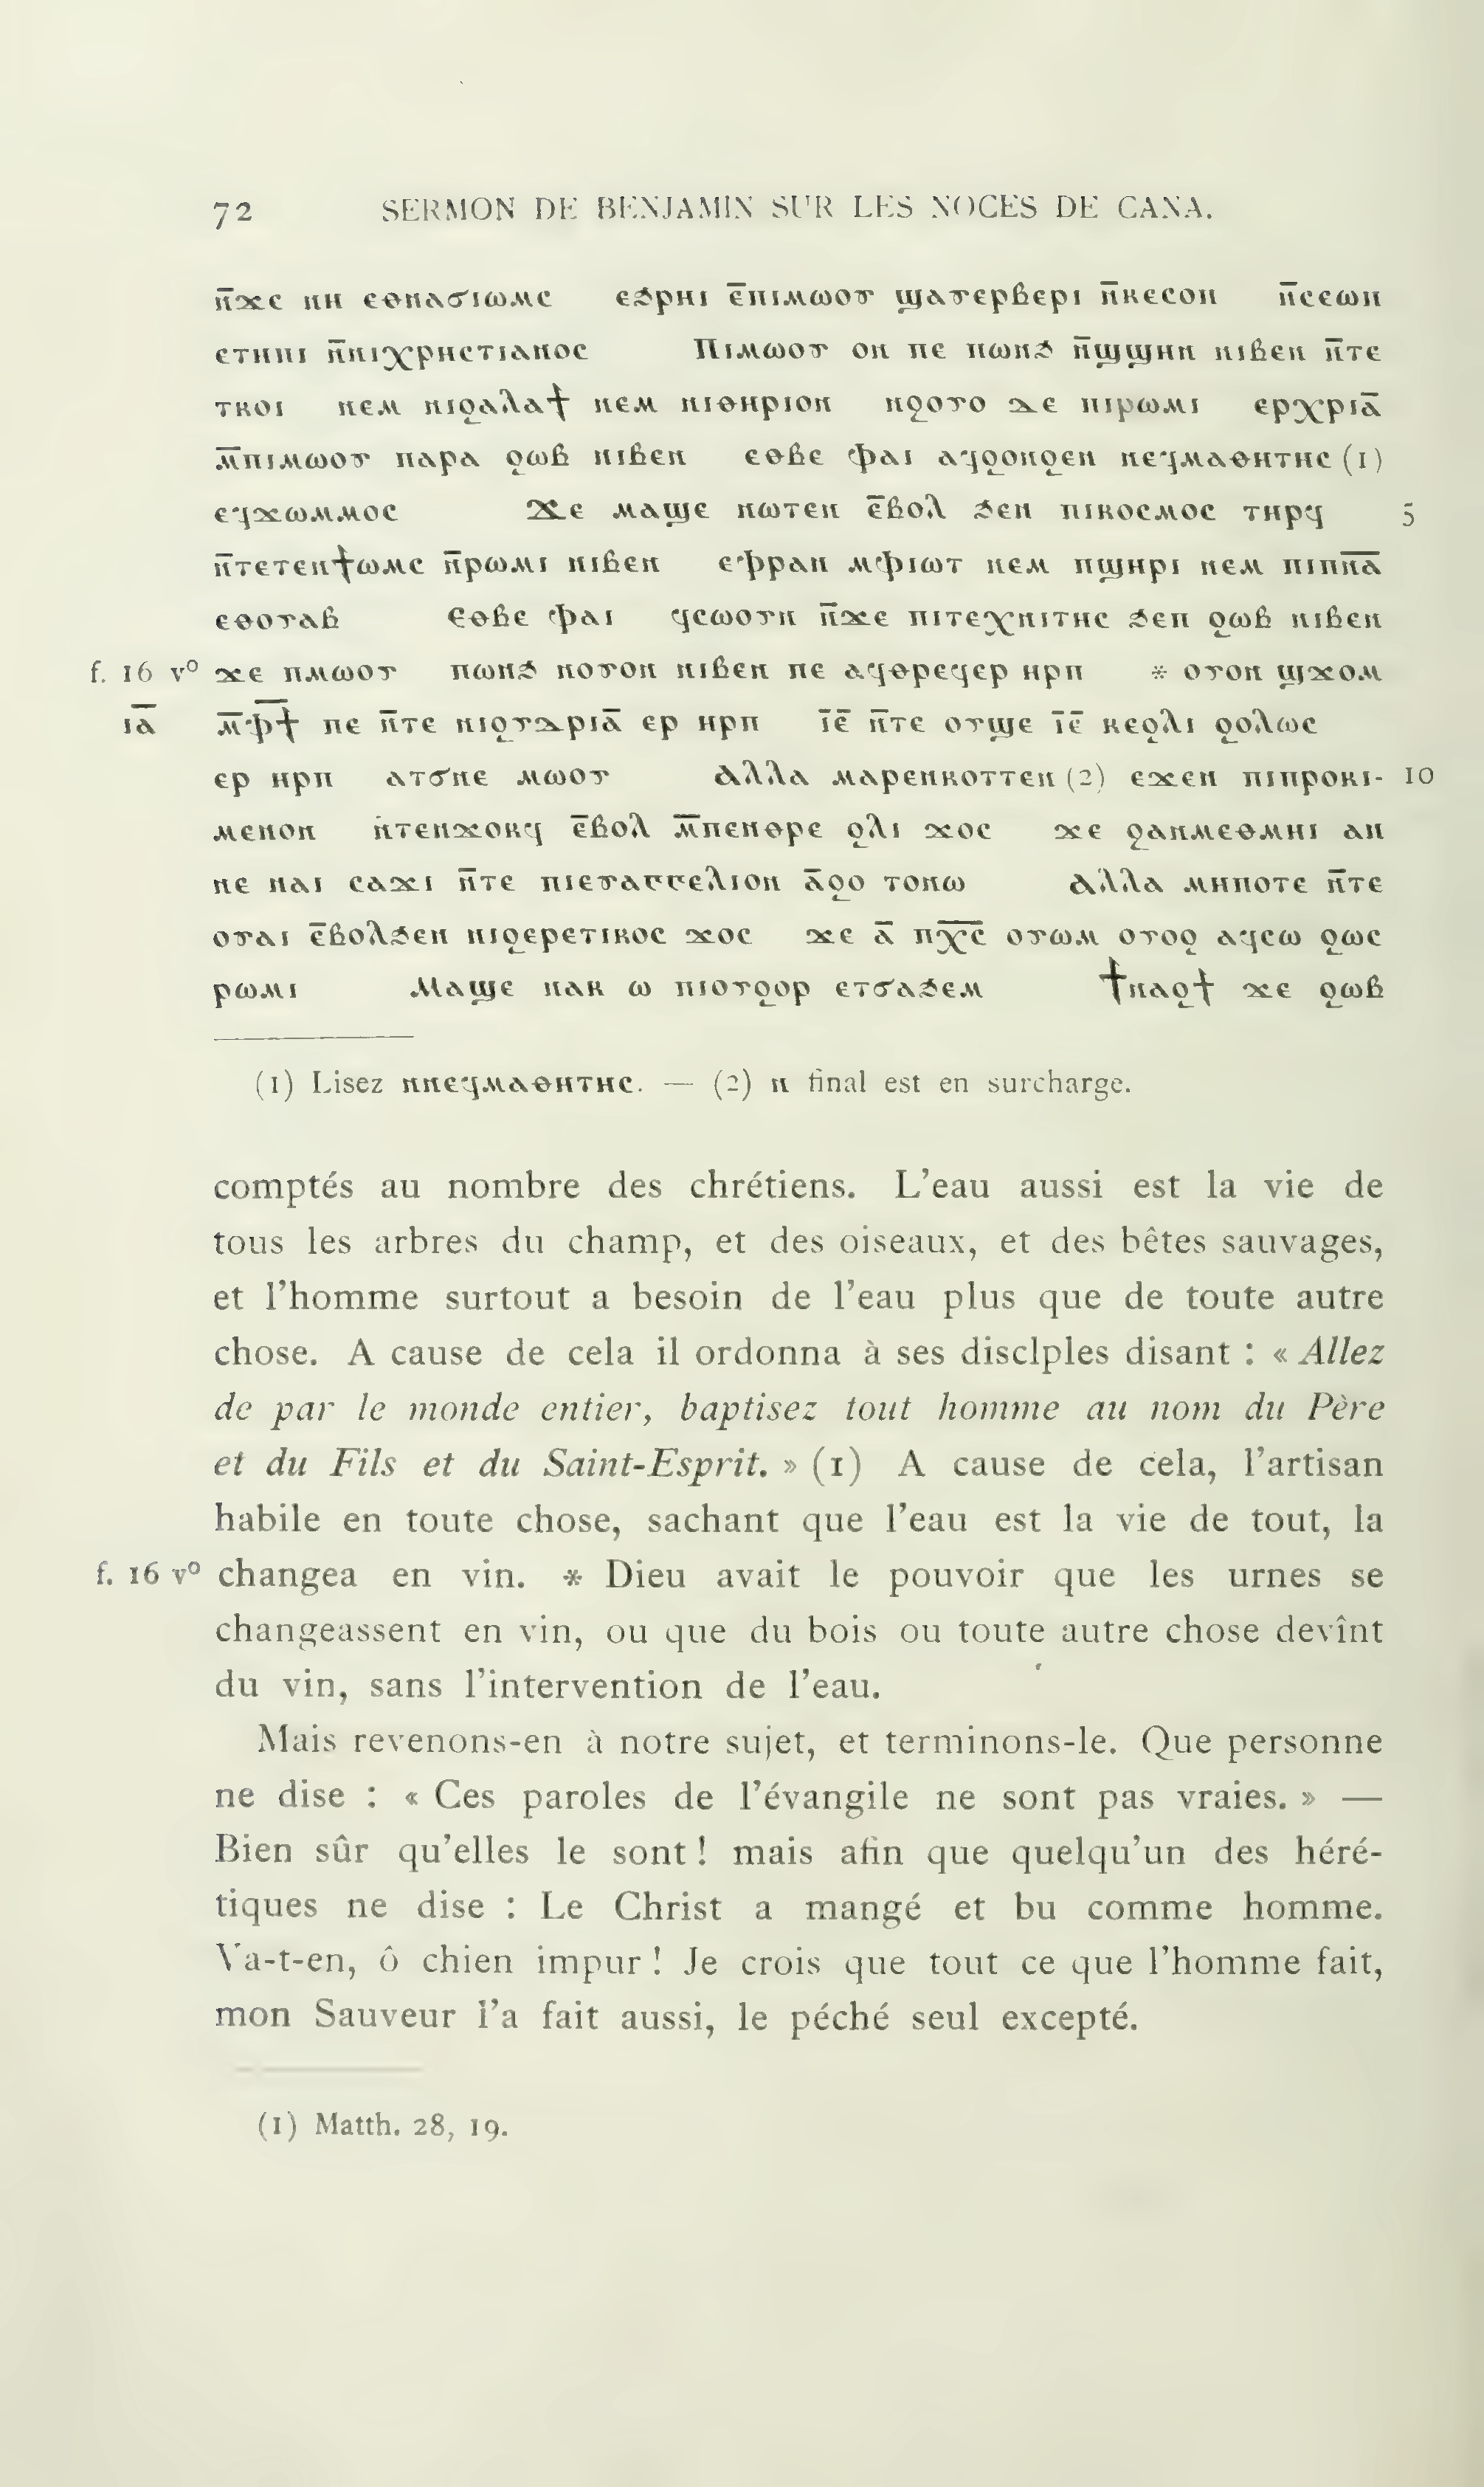 72 SERMON DE BENJAMIN SUR LES NOCES DE CANA.
ⲛ̄ϫⲉ ⲛⲏ ⲉⲑⲛⲁϭⲓⲱⲙⲥ ⲉϧⲣⲏⲓ ⲉ̄ⲡⲓⲙⲱⲟⲩ ϣⲁⲩⲉⲣⲃⲉⲣⲓ ⲛ̄ⲕⲉⲥⲟⲡ ⲛ̄ⲥⲉⲱⲡ
ⲉⲧⲏⲡⲓ ⲛ̄ⲛⲓⲭⲣⲏⲥⲧⲓⲁⲛⲟⲥ Ⲡⲓⲙⲱⲟⲩ ⲟⲛ ⲡⲉ ⲡⲱⲛϧ ⲛ̄ϣϣⲏⲛ ⲛⲓⲃⲉⲛ ⲛ̄ⲧⲉ
ⲧⲕⲟⲓ ⲛⲉⲙ ⲛⲓϩⲁⲗⲁϯ ⲛⲉⲙ ⲛⲓⲑⲏⲣⲓⲟⲛ ⲛϩⲟⲩⲟ ⲇⲉ ⲡⲓⲣⲱⲙⲓ ⲉⲣⲭⲣⲓⲁ̄
ⲙ̄ⲡⲓⲙⲱⲟⲩ ⲡⲁⲣⲁ ϩⲱⲃ ⲛⲓⲃⲉⲛ ⲉⲑⲃⲉ ⲫⲁⲓ ⲁϥϩⲟⲛϩⲉⲛ ⲛⲉϥⲙⲁⲑⲏⲧⲏⲥ (1)
ⲉϥϫⲱⲙⲙⲟⲥ Ϫⲉ ⲙⲁϣⲉ ⲛⲱⲧⲉⲛ ⲉ̄ⲃⲟⲗ ϧⲉⲛ ⲡⲓⲕⲟⲥⲙⲟⲥ ⲧⲏⲣϥ 5
ⲛ̄ⲧⲉⲧⲉⲛϯⲱⲙⲥ ⲛ̄ⲣⲱⲙⲓ ⲛⲓⲃⲉⲛ ⲉⲫⲣⲁⲛ ⲙⲫⲓⲱⲧ ⲛⲉⲙ ⲡϣⲏⲣⲓ ⲛⲉⲙ ⲡⲓⲡ̅ⲛ̅ⲁ̅
ⲉⲑⲟⲩⲁⲃ Ⲉⲑⲃⲉ ⲫⲁⲓ ϥⲥⲱⲟⲩⲛ ⲛ̄ϫⲉ ⲡⲓⲧⲉⲭⲛⲓⲧⲏⲥ ϧⲉⲛ ϩⲱⲃ ⲛⲓⲃⲉⲛ
f. 16 vº ϫⲉ ⲡⲙⲱⲟⲩ ⲡⲱⲛϧ ⲛⲟⲩⲟⲛ ⲛⲓⲃⲉⲛ ⲡⲉ ⲁϥⲑⲣⲉϥⲉⲣ ⲏⲣⲡ * ⲟⲩⲟⲛ ϣϫⲟⲙ
ⲓ̅ⲁ̅ ⲙ̄ⲫ̅ϯ̅ ⲡⲉ ⲛ̄ⲧⲉ ⲛⲓϩⲩⲇⲣⲓⲁ̄ ⲉⲣ ⲏⲣⲡ ⲓ̄ⲉ̄ ⲛ̄ⲧⲉ ⲟⲩϣⲉ ⲓ̄ⲉ̄ ⲕⲉϩⲗⲓ ϩⲟⲗⲱⲥ
ⲉⲣ ⲏⲣⲡ ⲁⲧϭⲛⲉ ⲙⲱⲟⲩ Ⲁⲗⲗⲁ ⲙⲁⲣⲉⲛⲕⲟⲧⲧⲉⲛ (2) ⲉϫⲉⲛ ⲡⲓⲡⲣⲟⲕⲓ- 10
ⲙⲉⲛⲟⲛ ⲛ̀ⲧⲉⲛϫⲟⲕϥ ⲉ̄ⲃⲟⲗ ⲙ̄ⲡⲉⲛⲑⲣⲉ ϩⲗⲓ ϫⲟⲥ ϫⲉ ϩⲁⲛⲙⲉⲑⲙⲏⲓ ⲁⲛ
ⲛⲉ ⲛⲁⲓ ⲥⲁϫⲓ ⲛ̄ⲧⲉ ⲡⲓⲉⲩⲁⲅⲅⲉⲗⲓⲟⲛ ⲁ̄ϩⲟ ⲧⲟⲛⲱ Ⲁⲗⲗⲁ ⲙⲏⲡⲟⲧⲉ ⲛ̄ⲧⲉ
ⲟⲩⲁⲓ ⲉ̄ⲃⲟⲗϧⲉⲛ ⲛⲓϩⲉⲣⲉⲧⲓⲕⲟⲥ ϫⲟⲥ ϫⲉ ⲁ̄ ⲡⲭ̅ⲥ̅ ⲟⲩⲱⲙ ⲟⲩⲟϩ ⲁϥⲥⲱ ϩⲱⲥ
ⲣⲱⲙⲓ Ⲙⲁϣⲉ ⲛⲁⲕ ⲱ ⲡⲓⲟⲩϩⲟⲣ ⲉⲧϭⲁϧⲉⲙ Ϯⲛⲁϩϯ ϫⲉ ϩⲱⲃ
(1) Lisez ⲛⲛⲉϥⲙⲁⲑⲏⲧⲏⲥ. — (2) ⲛ final est en surcharge.
comptés au nombre des chrétiens. L'eau aussi est la vie de
tous les arbres du champ, et des oiseaux, et des bêtes sauvages,
et l'homme surtout a besoin de l'eau plus que de toute autre
chose. A cause de cela il ordonna à ses disclples disant : « Allez
de par le monde entier, baptisez tout homme au nom du Père
et du Fils et du Saint-Esprit. » (1) A cause de cela, l'artisan
habile en toute chose, sachant que l'eau est la vie de tout, la
f. 16 vº changea en vin. * Dieu avait le pouvoir que les urnes se
changeassent en vin, ou que du bois ou toute autre chose devînt
du vin, sans l'intervention de l'eau.
Mais revenons-en à notre sujet, et terminons-le. Que personne
ne dise : « Ces paroles de l'évangile ne sont pas vraies. » —
Bien sûr qu'elles le sont ! mais afin que quelqu'un des héré-
tiques ne dise : Le Christ a mangé et bu comme homme.
Va-t-en, ô chien impur ! Je crois que tout ce que l'homme fait,
mon Sauveur l'a fait aussi, le péché seul excepté.
(1) Matth. 28, 19.